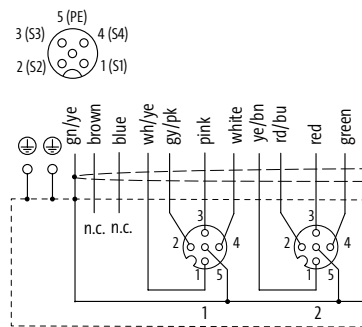 5 (PE)
3 (S3)
4 (S4)
2 (S2)
1 (S1)
gn/ye
brown
blue
wh/ye
gy/pk
pink
white
ye/bn
rd/bu
red
green
n.c.
n.c.
3
2
4
1
5
3
2
4
1
5
1
2